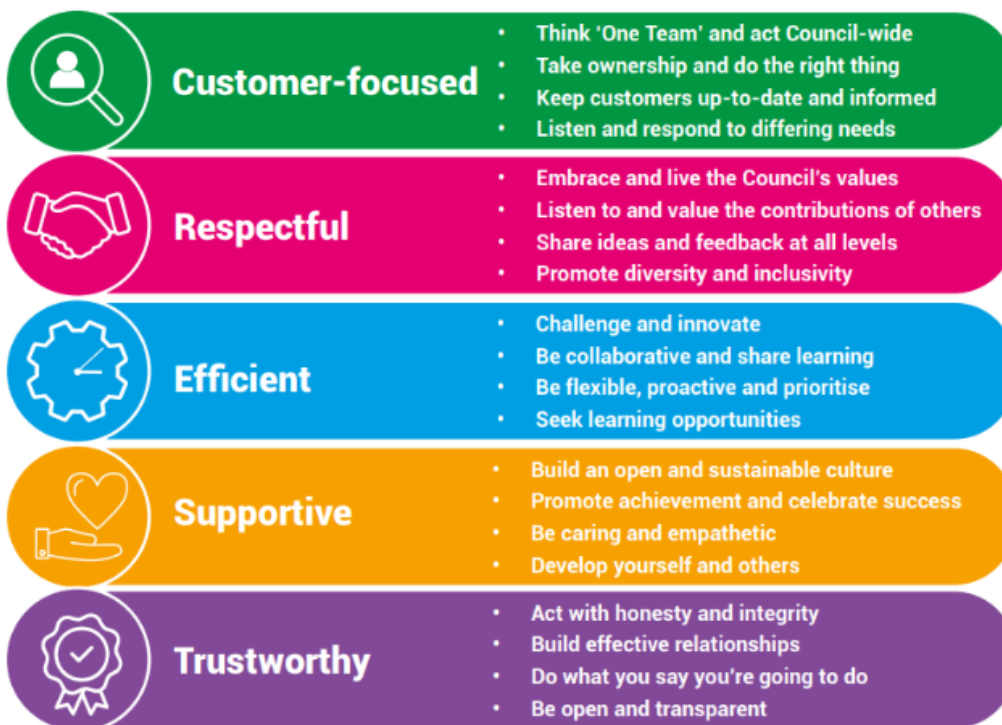 Customer-focused
• Think ‘One Team’ and act Council-wide
• Take ownership and do the right thing
• Keep customers up-to-date and informed
• Listen and respond to differing needs
Respectful
• Embrace and live the Council's values
• Listen to and value the contributions of others
• Share ideas and feedback at all levels
• Promote diversity and inclusivity
Efficient
• Challenge and innovate
• Be collaborative and share learning
• Be flexible, proactive and prioritise
• Seek learning opportunities
Supportive
• Build an open and sustainable culture
• Promote achievement and celebrate success
• Be caring and empathetic
• Develop yourself and others
Trustworthy
• Act with honesty and integrity
• Build effective relationships
• Do what you say you're going to do
• Be open and transparent